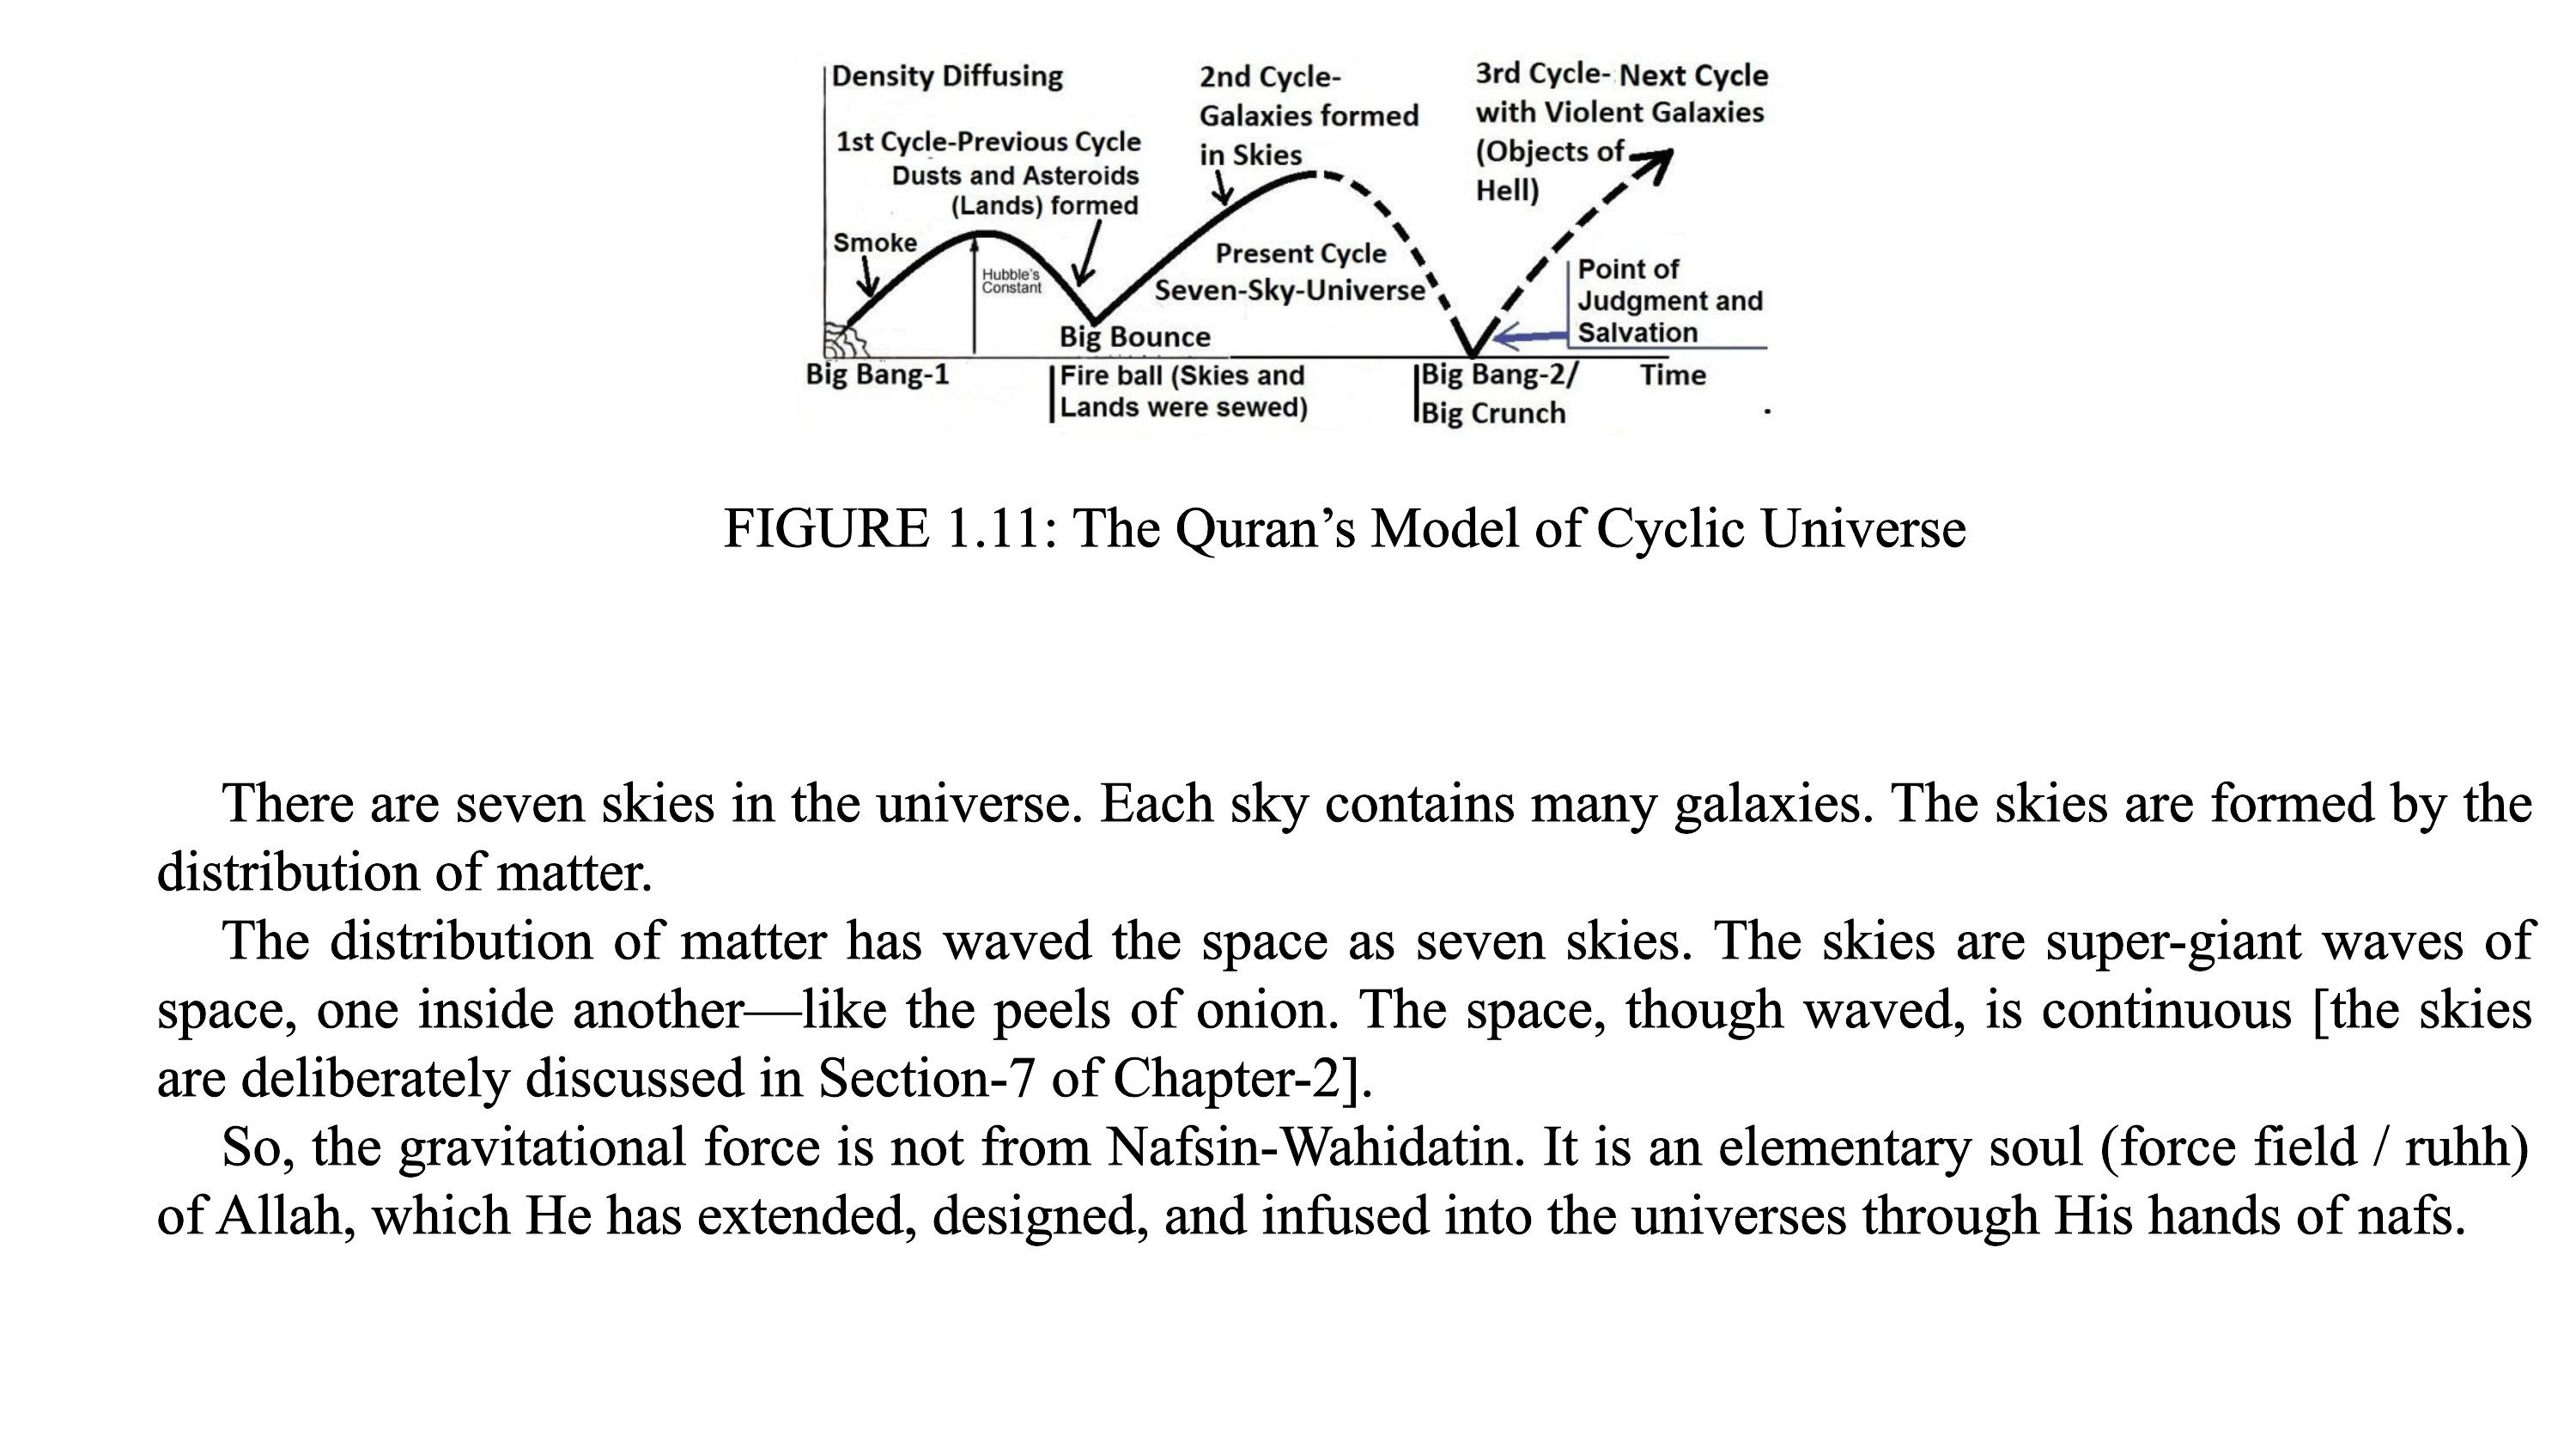 Density Diffusing
1st Cycle-Previous Cycle
Dusts and Asteroids
(Lands) formed
Smoke
Hubble's
Constant
2nd Cycle-
Galaxies formed
in Skies
3rd Cycle- Next Cycle
with Violent Galaxies
(Objects of
Hell)
Present Cycle
Seven-Sky-Universe
Point of
Judgment and
Salvation
Big Bounce
Big Bang-1
Fire ball (Skies and
Lands were sewed)
Big Bang-2/
Big Crunch
Time
.
FIGURE 1.11: The Quran’s Model of Cyclic Universe
There are seven skies in the universe. Each sky contains many galaxies. The skies are formed by the
distribution of matter.
The distribution of matter has waved the space as seven skies. The skies are super-giant waves of
space, one inside another—like the peels of onion. The space, though waved, is continuous [the skies
are deliberately discussed in Section-7 of Chapter-2].
So, the gravitational force is not from Nafsin-Wahidatin. It is an elementary soul (force field / ruhh)
of Allah, which He has extended, designed, and infused into the universes through His hands of nafs.